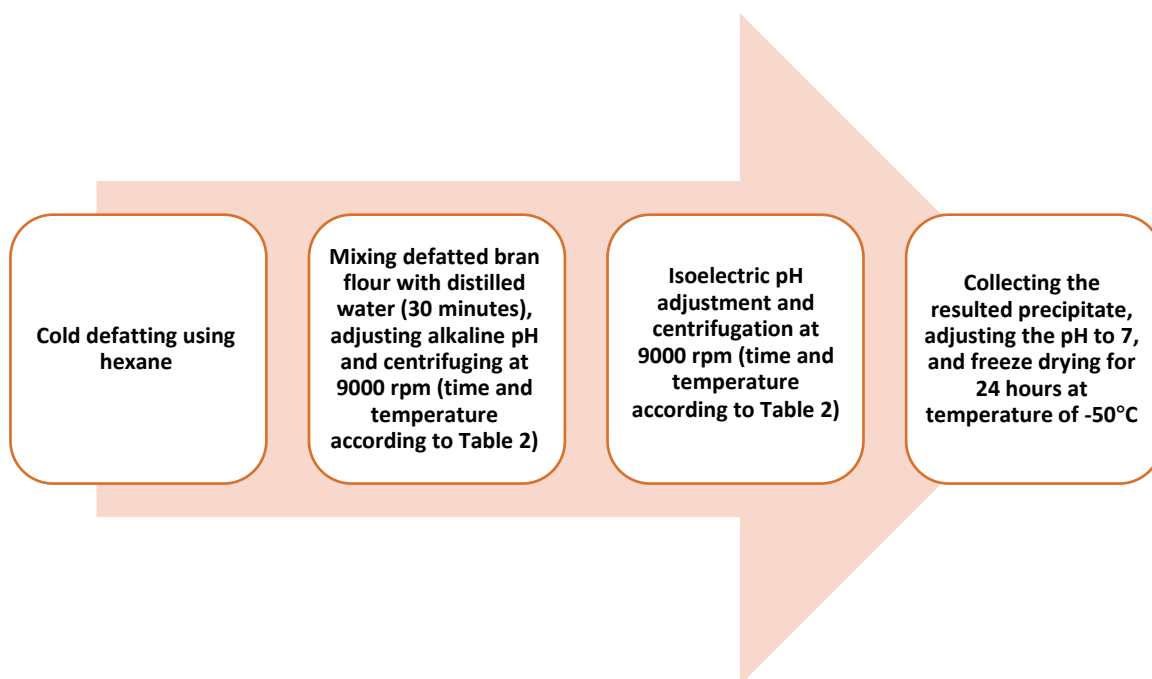 Cold defatting using
hexane
Mixing defatted bran
flour with distilled
water (30 minutes),
adjusting alkaline pH
and centrifuging at
9000 rpm (time and
temperature
according to Table 2)
Isoelectric pH
adjustment and
centrifugation at
9000 rpm (time and
temperature
according to Table 2)
Collecting the
resulted precipitate,
adjusting the pH to 7,
and freeze drying for
24 hours at
temperature of -50°C